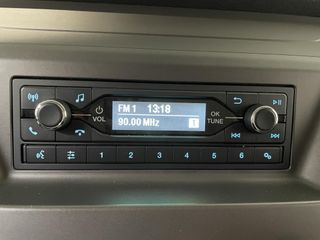 FM 1 13:18
90.00 MHz 1
VOL
OK
TUNE
1 2 3 4 5 6